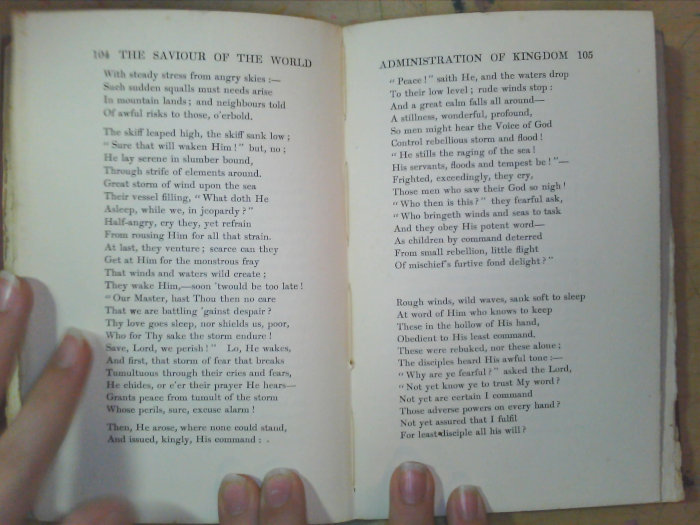 104 THE SAVIOUR OF THE WORLD
With steady stress from angry skies :—
Such sudden squalls must needs arise
In mountain lands; and neighbours told
Of awful risks to those, o'erbold.
The skiff leaped high, the skiff sank low;
"Sure that will waken Him!" but, no;
He lay serene in slumber bound,
Through strife of elements around.
Great storm of wind upon the sea
Their vessel filling, "What doth He
Asleep, while we, in jeopardy?"
Half-angry, cry they, yet refrain
From rousing Him for all that strain.
At last, they venture; scarce can they
Get at Him for the monstrous fray
That winds and waters wild create;
They wake Him,—soon 'twould be too late!
"Our Master, hast Thou then no care
That we are battling 'gainst despair?
Thy love goes sleep, nor shields us, poor,
Who for Thy sake the storm endure!
Save, Lord, we perish!" Lo, He wakes,
And first, that storm of fear that breaks
Tumultuous through their cries and fears,
He chides, or e'er their prayer He hears—
Grants peace from tumult of the storm
Whose perils, sure, excuse alarm!
Then, He arose, where none could stand,
And issued, kingly, His command:
ADMINISTRATION OF KINGDOM 105
"Peace!" saith He, and the waters drop
To their low level; rude winds stop:
And a great calm falls all around—
A stillness, wonderful, profound,
So men might hear the Voice of God
Control rebellious storm and flood!
"He stills the raging of the sea!
His servants, floods and tempest be!"—
Frighted, exceedingly, they cry,
Those men who saw their God so nigh!
"Who then is this?" they fearful ask,
"Who bringeth winds and seas to task
And they obey His potent word—
As children by command deterred
From small rebellion, little flight
Of mischief's furtive fond delight?"
Rough winds, wild waves, sank soft to sleep
At word of Him who knows to keep
These in the hollow of His hand,
Obedient to His least command.
These were rebuked, nor these alone;
The disciples heard His awful tone :—
"Why are ye fearful?" asked the Lord,
"Not yet know ye to trust My word?
Not yet are certain I command
Those adverse powers on every hand?
Not yet assured that I fulfil
For least disciple all his will?